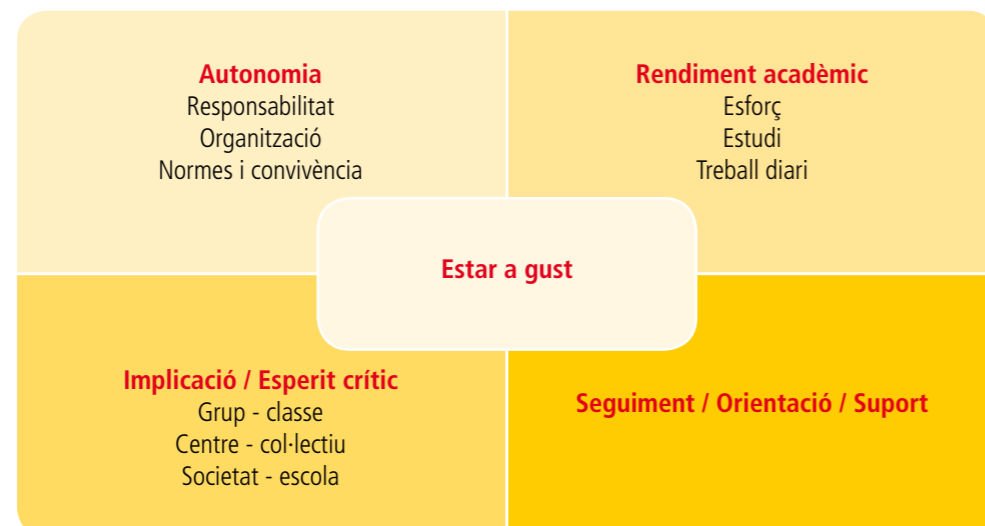 Autonomia
Responsabilitat
Organització
Normes i convivència
Rendiment acadèmic
Esforç
Estudi
Treball diari
Estar a gust
Implicació / Esperit crític
Grup - classe
Centre - col·lectiu
Societat - escola
Seguiment / Orientació / Suport